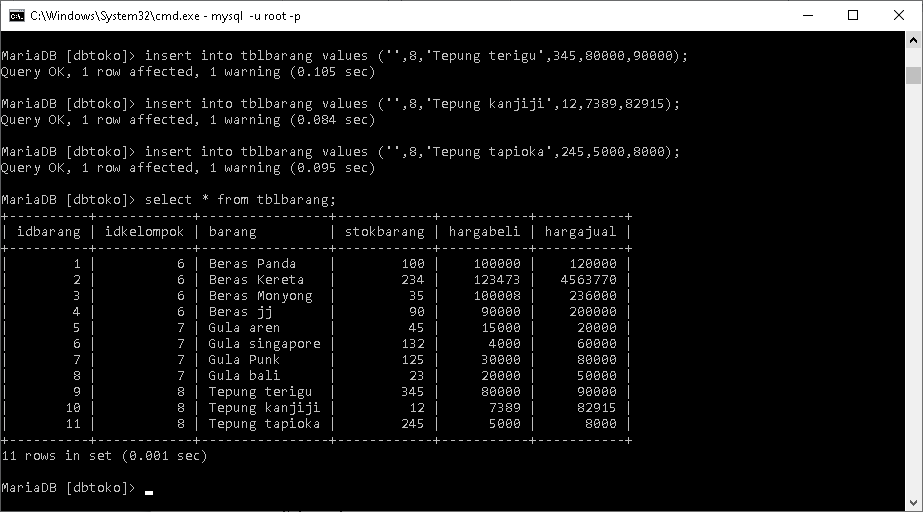 C:\Windows\System32\cmd.exe - mysql  -u root -p
MariaDB [dbtoko]> insert into tblbarang values ('',8,'Tepung terigu',345,80000,90000);
Query OK, 1 row affected, 1 warning (0.105 sec)
MariaDB [dbtoko]> insert into tblbarang values ('',8,'Tepung kanjiji',12,7389,82915);
Query OK, 1 row affected, 1 warning (0.084 sec)
MariaDB [dbtoko]> insert into tblbarang values ('',8,'Tepung tapioka',245,5000,8000);
Query OK, 1 row affected, 1 warning (0.095 sec)
MariaDB [dbtoko]> select * from tblbarang;
+----------+------------+----------------+------------+-----------+-----------+
| idbarang | idkelompok | barang         | stokbarang | hargabeli | hargajual |
+----------+------------+----------------+------------+-----------+-----------+
|        1 |          6 | Beras Panda    |        100 |    100000 |    120000 |
|        2 |          6 | Beras Kereta   |        234 |    123473 |   4563770 |
|        3 |          6 | Beras Monyong  |         35 |    100008 |    236000 |
|        4 |          6 | Beras jj       |         90 |     90000 |    200000 |
|        5 |          7 | Gula aren      |         45 |     15000 |     20000 |
|        6 |          7 | Gula singapore |        132 |      4000 |     60000 |
|        7 |          7 | Gula Punk      |        125 |     30000 |     80000 |
|        8 |          7 | Gula bali      |         23 |     20000 |     50000 |
|        9 |          8 | Tepung terigu  |        345 |     80000 |     90000 |
|       10 |          8 | Tepung kanjiji |         12 |      7389 |     82915 |
|       11 |          8 | Tepung tapioka |        245 |      5000 |      8000 |
+----------+------------+----------------+------------+-----------+-----------+
11 rows in set (0.001 sec)
MariaDB [dbtoko]>